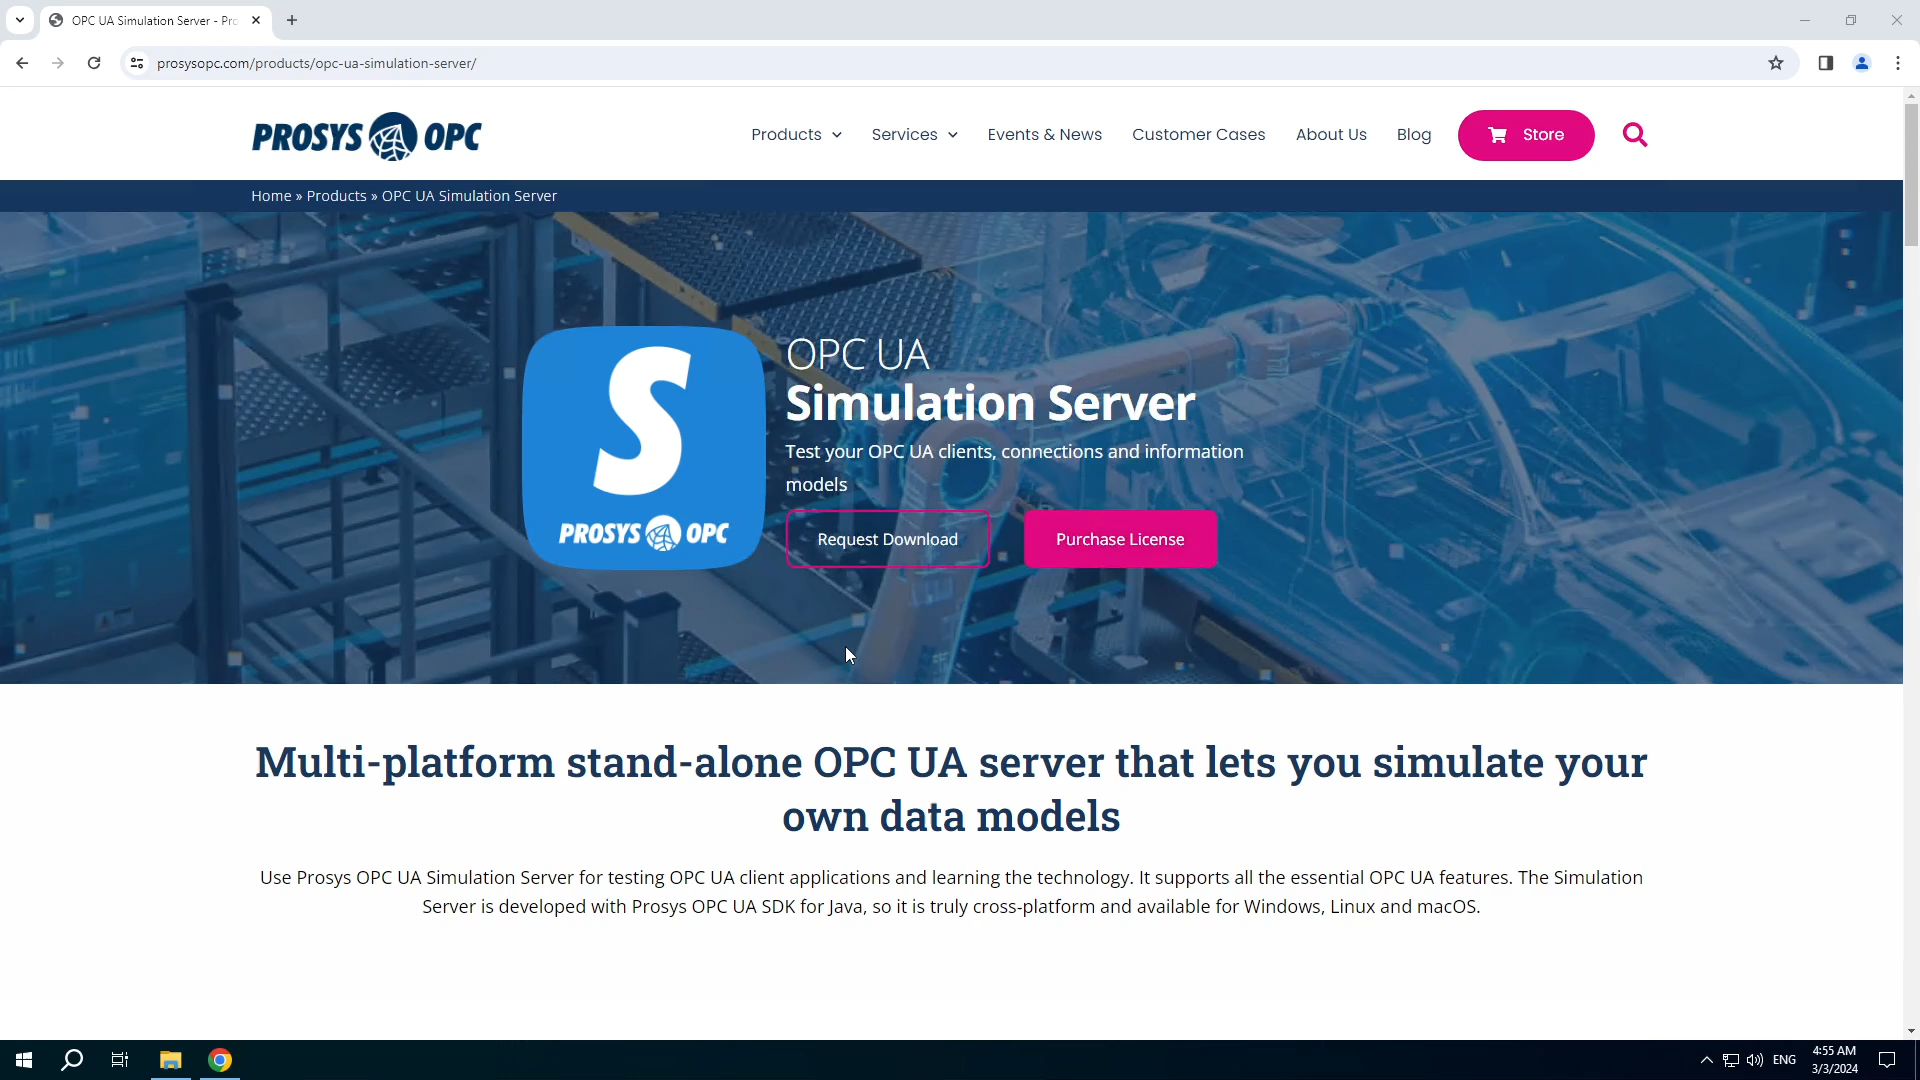 OPC UA Simulation Server - Pro
prosysopc.com/products/opc-ua-simulation-server/
PROSYS OPC
Products
Services
Events & News
Customer Cases
About Us
Blog
Store
Home » Products » OPC UA Simulation Server
S
PROSYS OPC
OPC UA
Simulation Server
Test your OPC UA clients, connections and information
models
Request Download
Purchase License
Multi-platform stand-alone OPC UA server that lets you simulate your
own data models
Use Prosys OPC UA Simulation Server for testing OPC UA client applications and learning the technology. It supports all the essential OPC UA features. The Simulation
Server is developed with Prosys OPC UA SDK for Java, so it is truly cross-platform and available for Windows, Linux and macOS.
ENG
4:55 AM
3/3/2024